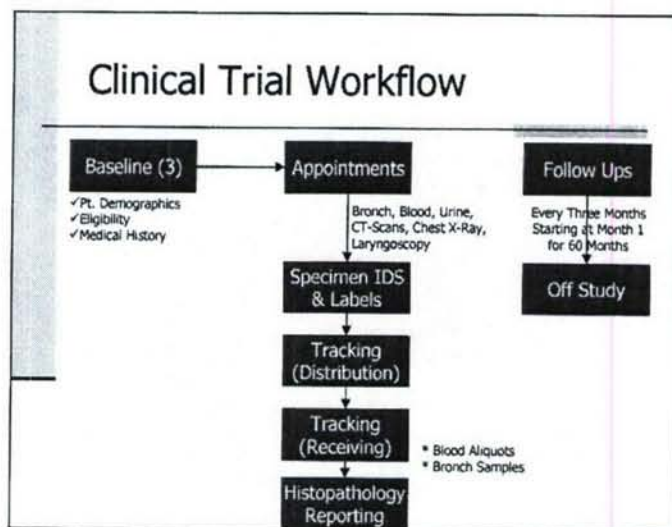 Clinical Trial Workflow
Baseline (3)
✓Pt. Demographics
✓Eligibility
✓Medical History
Appointments
Bronch, Blood, Urine,
CT-Scans, Chest X-Ray,
Laryngoscopy
Specimen IDS
& Labels
Tracking
(Distribution)
Tracking
(Receiving)
* Blood Aliquots
* Bronch Samples
Histopathology
Reporting
Follow Ups
Every Three Months
Starting at Month 1
for 60 Months
Off Study